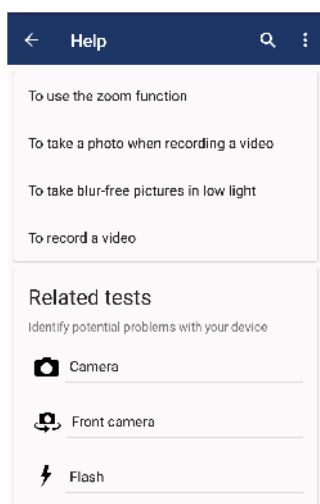 Help
To use the zoom function
To take a photo when recording a video
To take blur-free pictures in low light
To record a video
Related tests
Identify potential problems with your device
Camera
Front camera
Flash